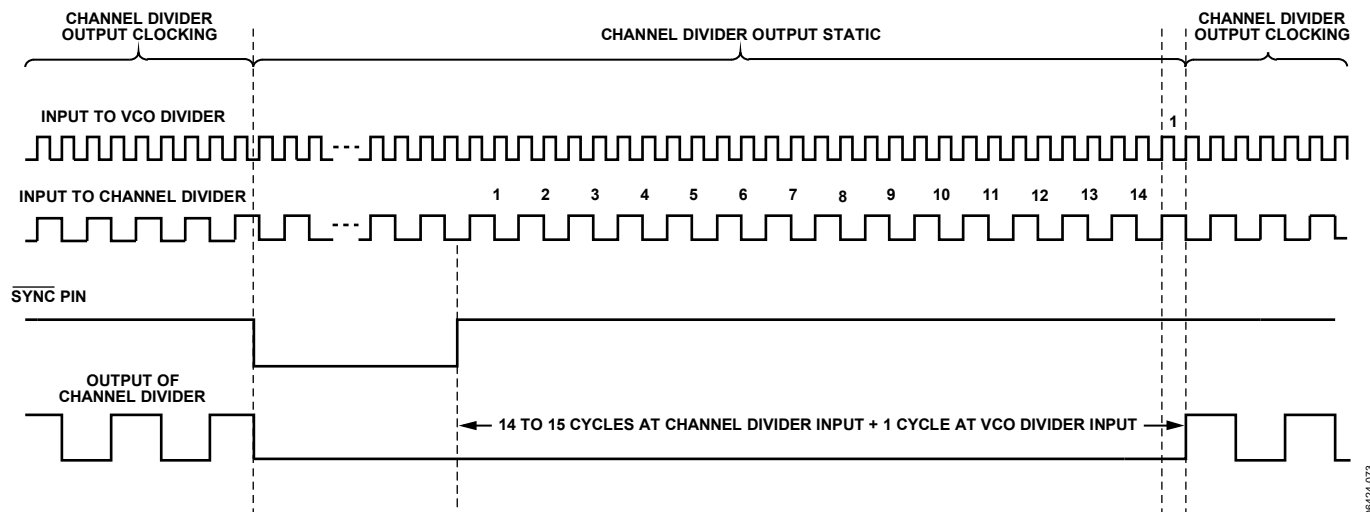 CHANNEL DIVIDER
OUTPUT CLOCKING
CHANNEL DIVIDER OUTPUT STATIC
CHANNEL DIVIDER
OUTPUT CLOCKING
INPUT TO VCO DIVIDER
1
INPUT TO CHANNEL DIVIDER
1 2 3 4 5 6 7 8 9 10 11 12 13 14
SYNC PIN
OUTPUT OF
CHANNEL DIVIDER
14 TO 15 CYCLES AT CHANNEL DIVIDER INPUT + 1 CYCLE AT VCO DIVIDER INPUT
06424-073